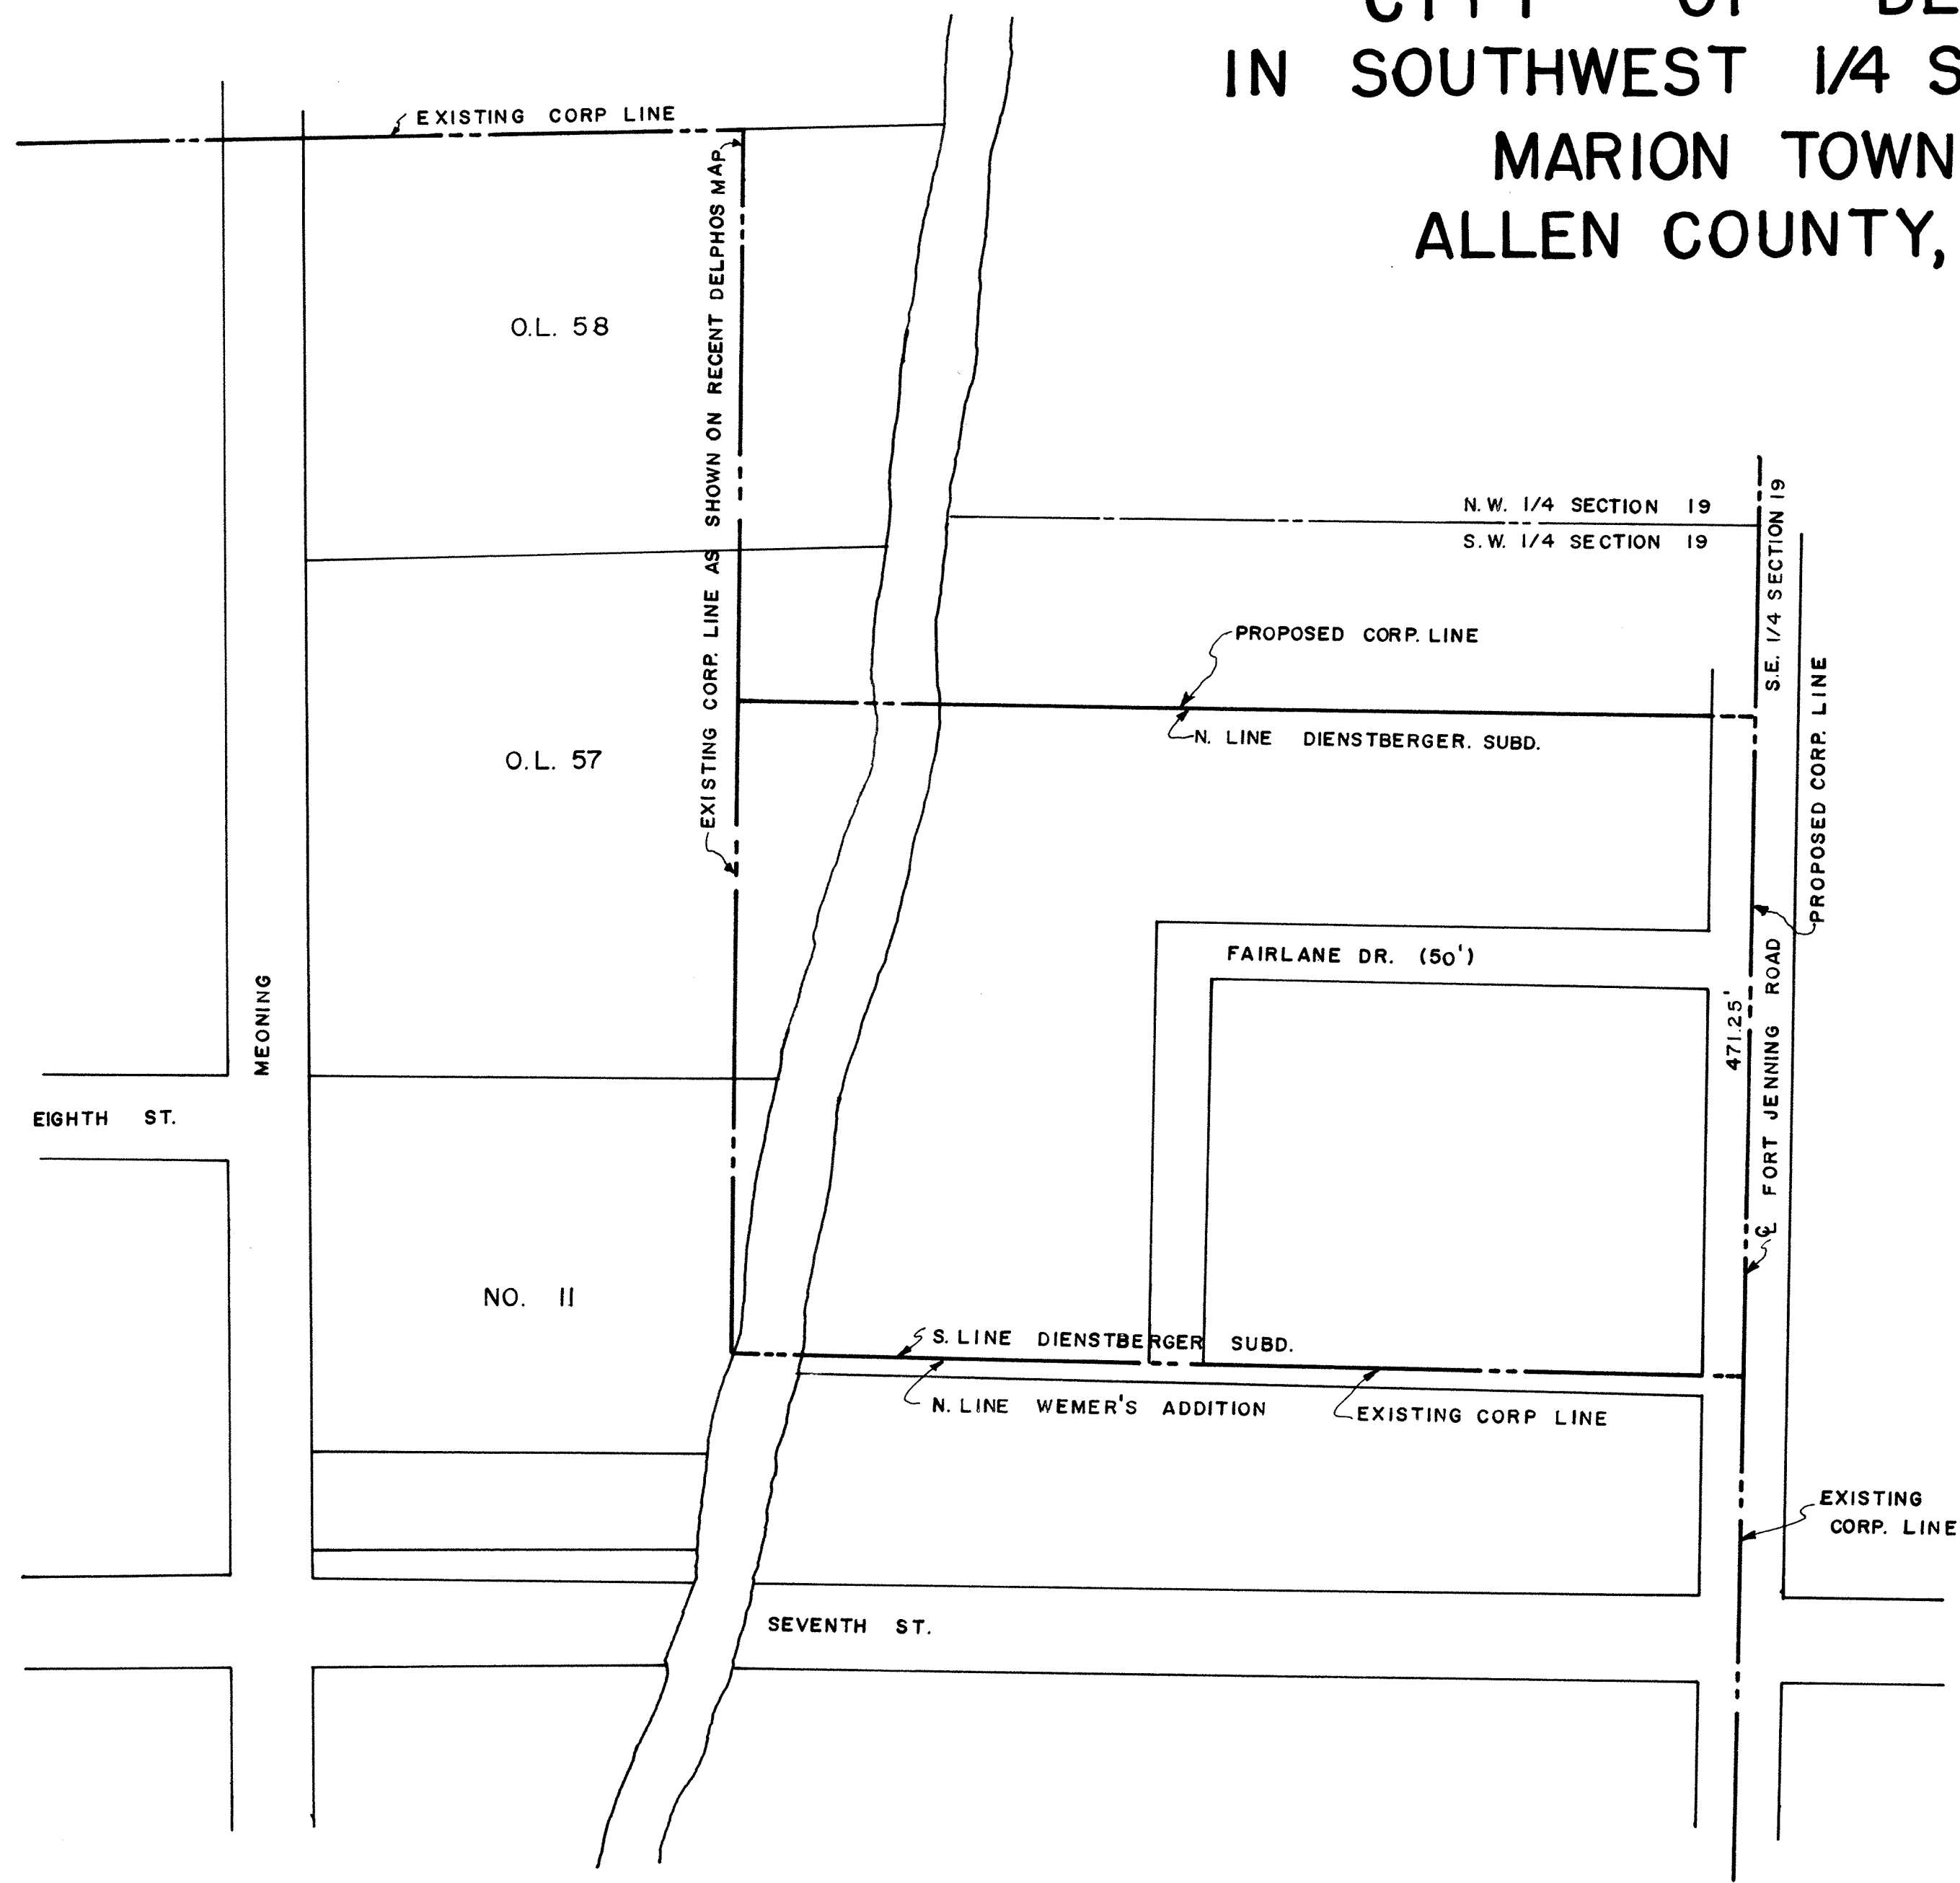 CITY OF
IN SOUTHWEST 1/4 S
MARION TOWN
ALLEN COUNTY,
EXISTING CORP LINE
EXISTING CORP. LINE AS SHOWN ON RECENT DELPHOS MAP
O.L. 58
N.W. 1/4 SECTION 19
S.W. 1/4 SECTION 19
S.E. 1/4 SECTION 19
PROPOSED CORP. LINE
N. LINE DIENSTBERGER. SUBD.
PROPOSED CORP. LINE
O.L. 57
FAIRLANE DR. (50')
471.25'
℄ FORT JENNING ROAD
MEONING
EIGHTH ST.
NO. 11
S. LINE DIENSTBERGER SUBD.
N. LINE WEMER'S ADDITION
EXISTING CORP LINE
EXISTING
CORP. LINE
SEVENTH ST.